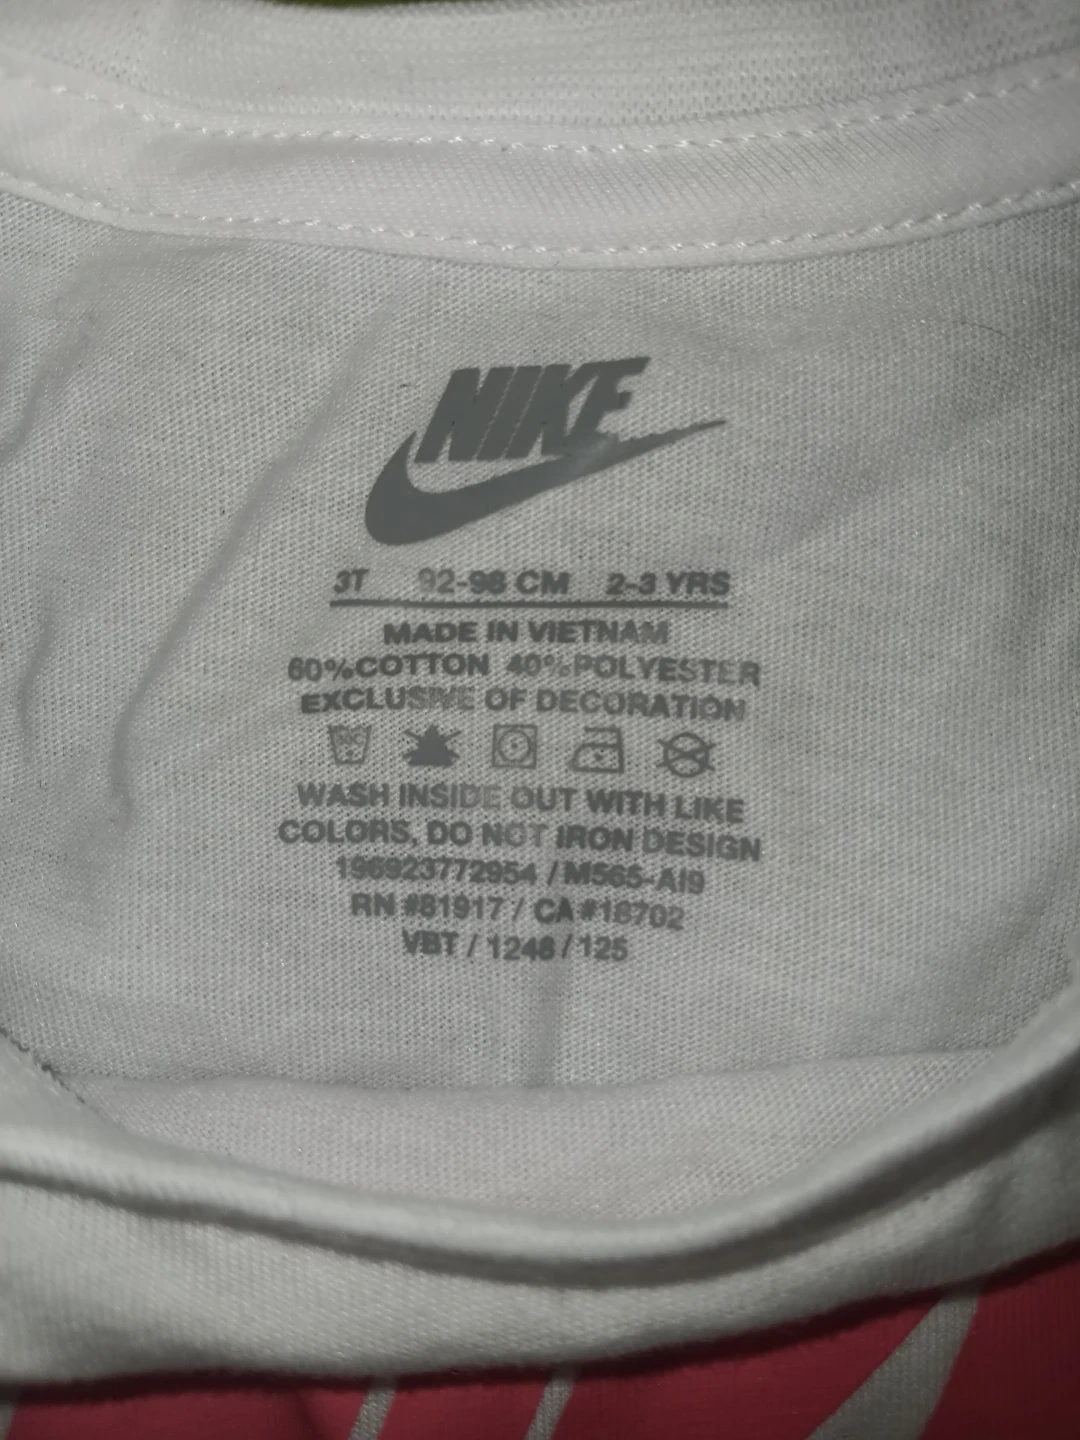 NIKE
3T 92-98 CM 2-3 YRS
MADE IN VIETNAM
60%COTTON 40%POLYESTER
EXCLUSIVE OF DECORATION
WASH INSIDE OUT WITH LIKE
COLORS, DO NOT IRON DESIGN
196923772954 / M565-AI9
RN #81917 / CA #18702
VBT / 1246 / 125